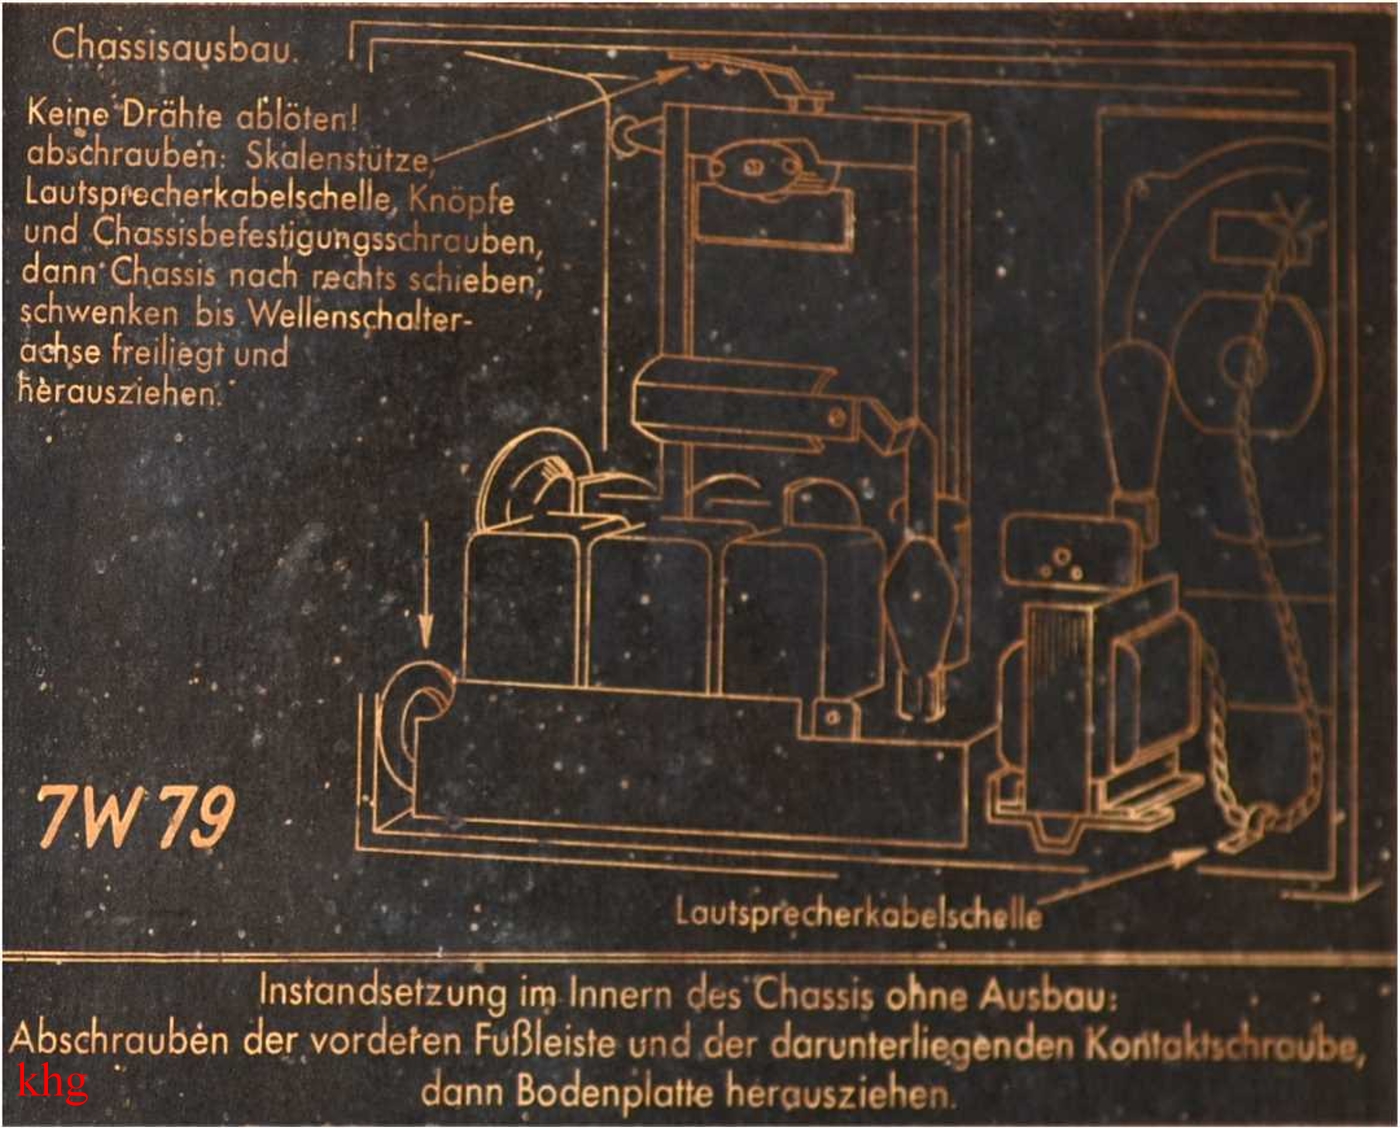 Chassisausbau.
Keine Drähte ablöten!
abschrauben: Skalenstütze,
Lautsprecherkabelschelle, Knöpfe
und Chassisbefestigungsschrauben,
dann Chassis nach rechts schieben,
schwenken bis Wellenschalter-
achse freiliegt und
herausziehen.
7W79
Lautsprecherkabelschelle
Instandsetzung im Innern des Chassis ohne Ausbau:
Abschrauben der vorderen Fußleiste und der darunterliegenden Kontaktschraube,
dann Bodenplatte herausziehen.
khg